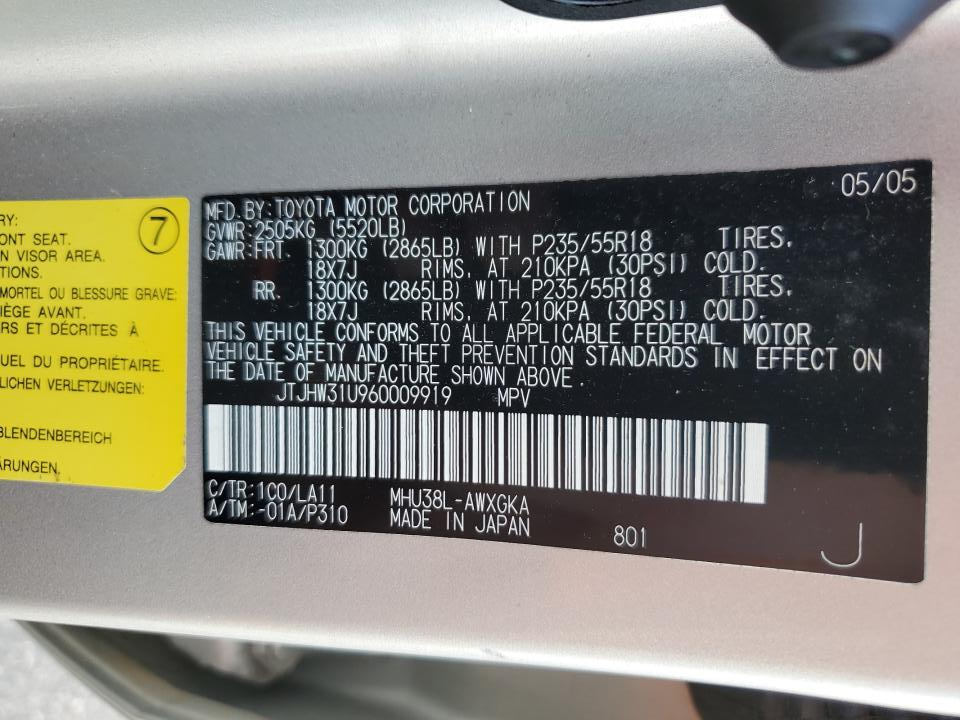 RY:
ONT SEAT.
N VISOR AREA.
TIONS.
MORTEL OU BLESSURE GRAVE:
IÈGE AVANT.
RS ET DÉCRITES À
UEL DU PROPRIÉTAIRE.
LICHEN VERLETZUNGEN:
BLENDENBEREICH
ÄRUNGEN.
7
05/05
MFD.BY:TOYOTA MOTOR CORPORATION
GVWR:2505KG (5520LB)
GAWR:FRT. 1300KG (2865LB) WITH P235/55R18 TIRES,
18X7J RIMS, AT 210KPA (30PSI) COLD.
RR. 1300KG (2865LB) WITH P235/55R18 TIRES,
18X7J RIMS, AT 210KPA (30PSI) COLD.
THIS VEHICLE CONFORMS TO ALL APPLICABLE FEDERAL MOTOR
VEHICLE SAFETY AND THEFT PREVENTION STANDARDS IN EFFECT ON
THE DATE OF MANUFACTURE SHOWN ABOVE.
JTJHW31U960009919 MPV
C/TR:1C0/LA11 MHU38L-AWXGKA
A/TM:-01A/P310 MADE IN JAPAN
801
J